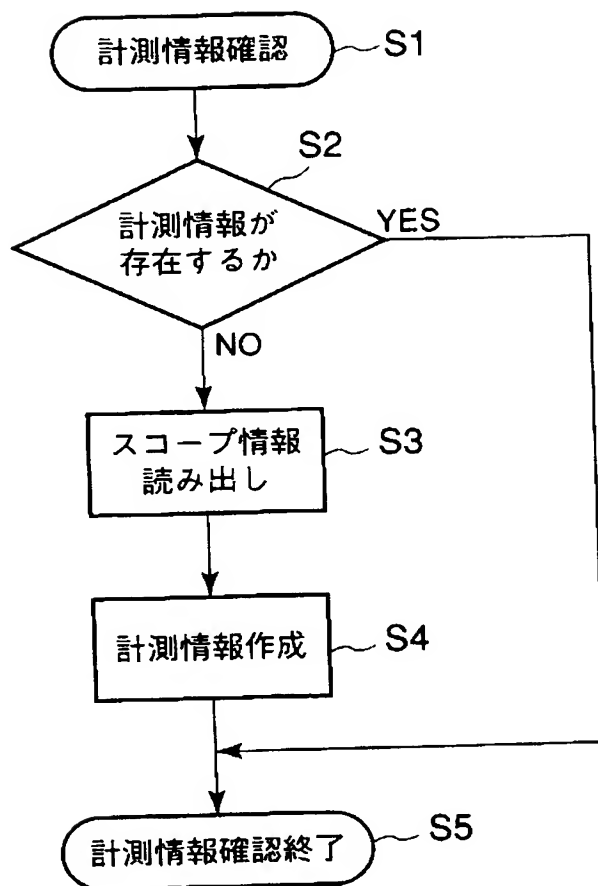 計測情報確認
S1
S2
計測情報が
存在するか
YES
NO
スコープ情報
読み出し
S3
計測情報作成
S4
計測情報確認終了
S5